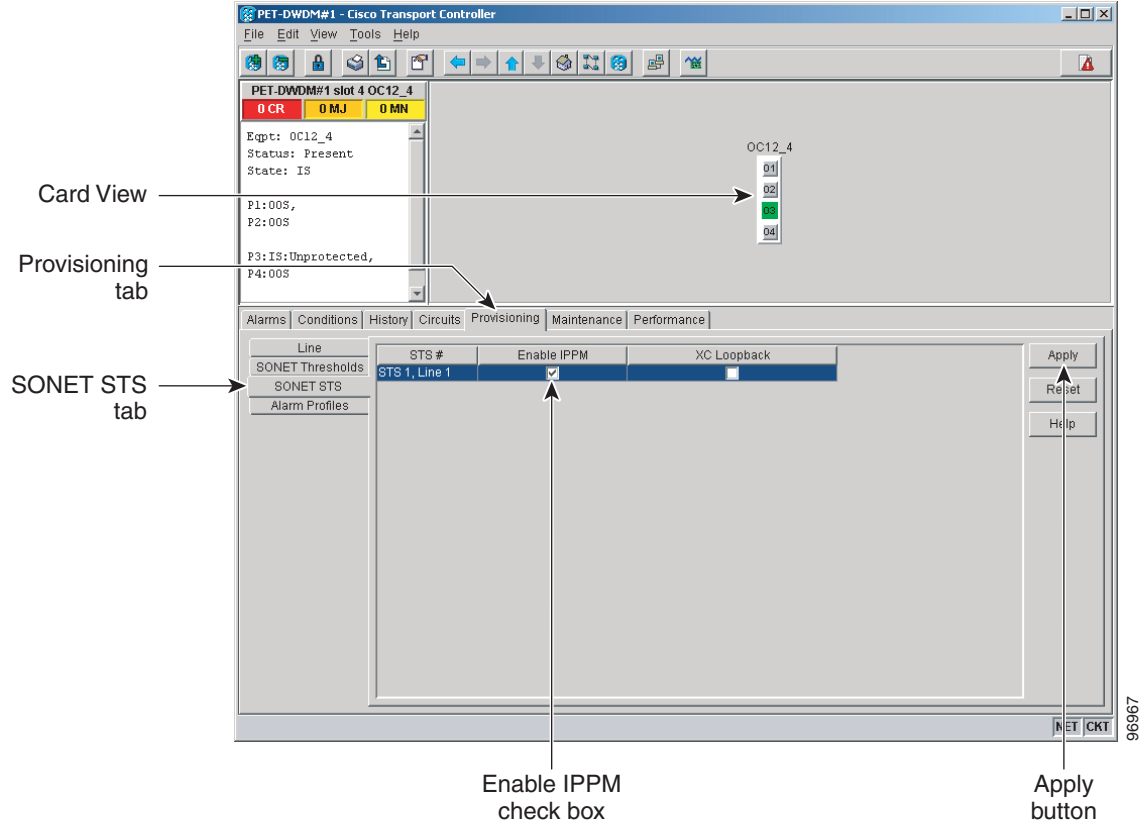 PET-DWDM#1 - Cisco Transport Controller
File Edit View Tools Help
PET-DWDM#1 slot 4 OC12_4
0 CR 0 MJ 0 MN
Eqpt: OC12_4
Status: Present
State: IS
P1:OOS,
P2:OOS
P3:IS:Unprotected,
P4:OOS
OC12_4
01
02
03
04
Card View
Provisioning
tab
SONET STS
tab
Alarms Conditions History Circuits Provisioning Maintenance Performance
Line
SONET Thresholds
SONET STS
Alarm Profiles
STS # Enable IPPM XC Loopback
STS 1, Line 1
Apply
Reset
Help
NET CKT
96967
Enable IPPM
check box
Apply
button